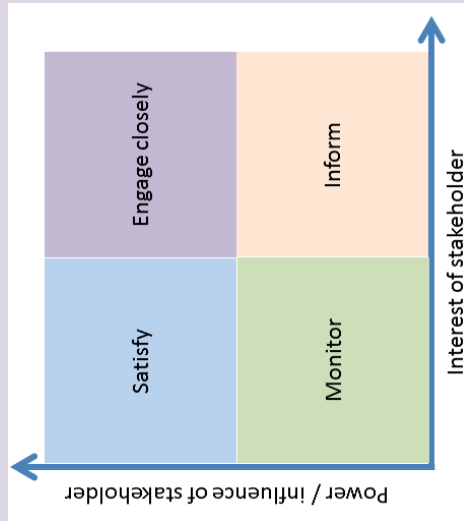 Power / influence of stakeholder
Satisfy
Engage closely
Monitor
Inform
Interest of stakeholder